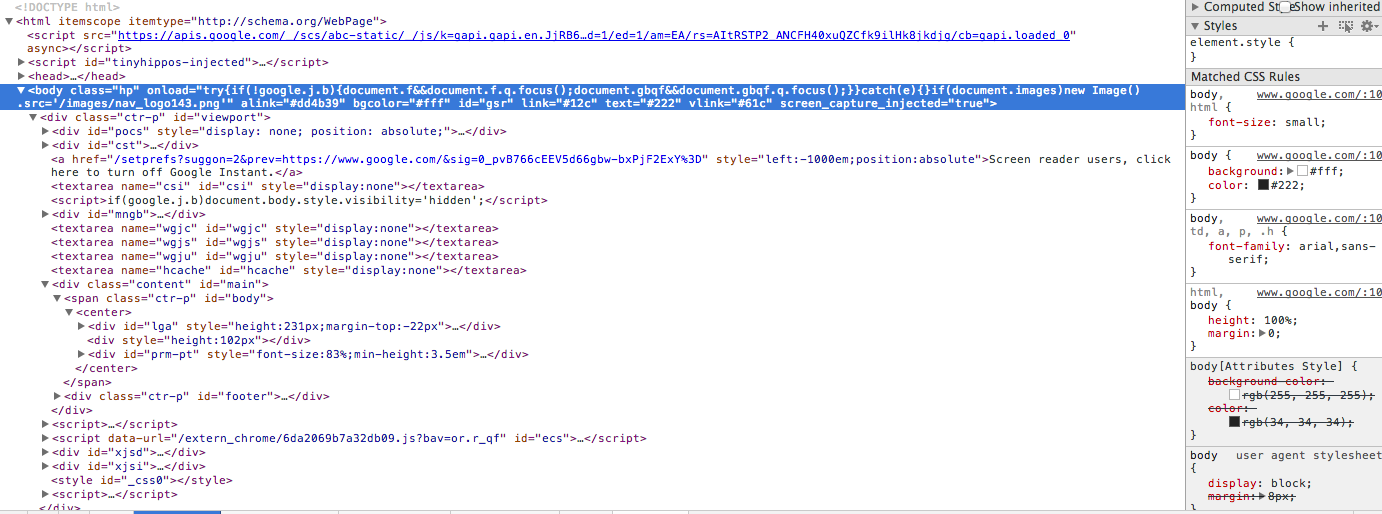 <!DOCTYPE html>
<html itemscope itemtype="http://schema.org/WebPage">
<script src="https://apis.google.com/_/scs/abc-static/_/js/k=gapi.gapi.en.JjRB6…d=1/ed=1/am=EA/rs=AItRSTP2_ANCFH40xuQZCfk9ilHk8jkdjg/cb=gapi.loaded_0"
async></script>
<script id="tinyhippos-injected">…</script>
<head>…</head>
<body class="hp" onload="try{if(!google.j.b){document.f&&document.f.q.focus();document.gbqf&&document.gbqf.q.focus();}}catch(e){}if(document.images)new Image()
.src='/images/nav_logo143.png'" alink="#dd4b39" bgcolor="#fff" id="gsr" link="#12c" text="#222" vlink="#61c" screen_capture_injected="true">
<div class="ctr-p" id="viewport">
<div id="pocs" style="display: none; position: absolute;">…</div>
<div id="cst">…</div>
<a href="/setprefs?suggon=2&prev=https://www.google.com/&sig=0_pvB766cEEV5d66gbw-bxPjF2ExY%3D" style="left:-1000em;position:absolute">Screen reader users, click
here to turn off Google Instant.</a>
<textarea name="csi" id="csi" style="display:none"></textarea>
<script>if(google.j.b)document.body.style.visibility='hidden';</script>
<div id="mngb">…</div>
<textarea name="wgjc" id="wgjc" style="display:none"></textarea>
<textarea name="wgjs" id="wgjs" style="display:none"></textarea>
<textarea name="wgju" id="wgju" style="display:none"></textarea>
<textarea name="hcache" id="hcache" style="display:none"></textarea>
<div class="content" id="main">
<span class="ctr-p" id="body">
<center>
<div id="lga" style="height:231px;margin-top:-22px">…</div>
<div style="height:102px"></div>
<div id="prm-pt" style="font-size:83%;min-height:3.5em">…</div>
</center>
</span>
<div class="ctr-p" id="footer">…</div>
</div>
<script>…</script>
<script data-url="/extern_chrome/6da2069b7a32db09.js?bav=or.r_qf" id="ecs">…</script>
<div id="xjsd">…</div>
<div id="xjsi">…</div>
<style id="_css0"></style>
<script>…</script>
</div>
Computed Style Show inherited
Styles
element.style {
}
Matched CSS Rules
body, www.google.com/:10
html {
font-size: small;
}
body { www.google.com/:10
background: #fff;
color: #222;
}
body, www.google.com/:10
td, a, p, .h {
font-family: arial,sans-
serif;
}
html, www.google.com/:10
body {
height: 100%;
margin: 0;
}
body[Attributes Style] {
background-color:
rgb(255, 255, 255);
color:
rgb(34, 34, 34);
}
body user agent stylesheet
{
display: block;
margin: 8px;
}